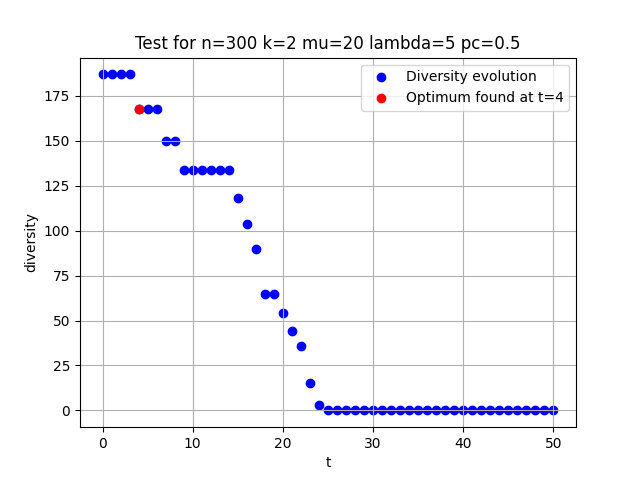 Test for n=300 k=2 mu=20 lambda=5 pc=0.5
Diversity evolution
Optimum found at t=4
diversity
175
150
125
100
75
50
25
0
0 10 20 30 40 50
t